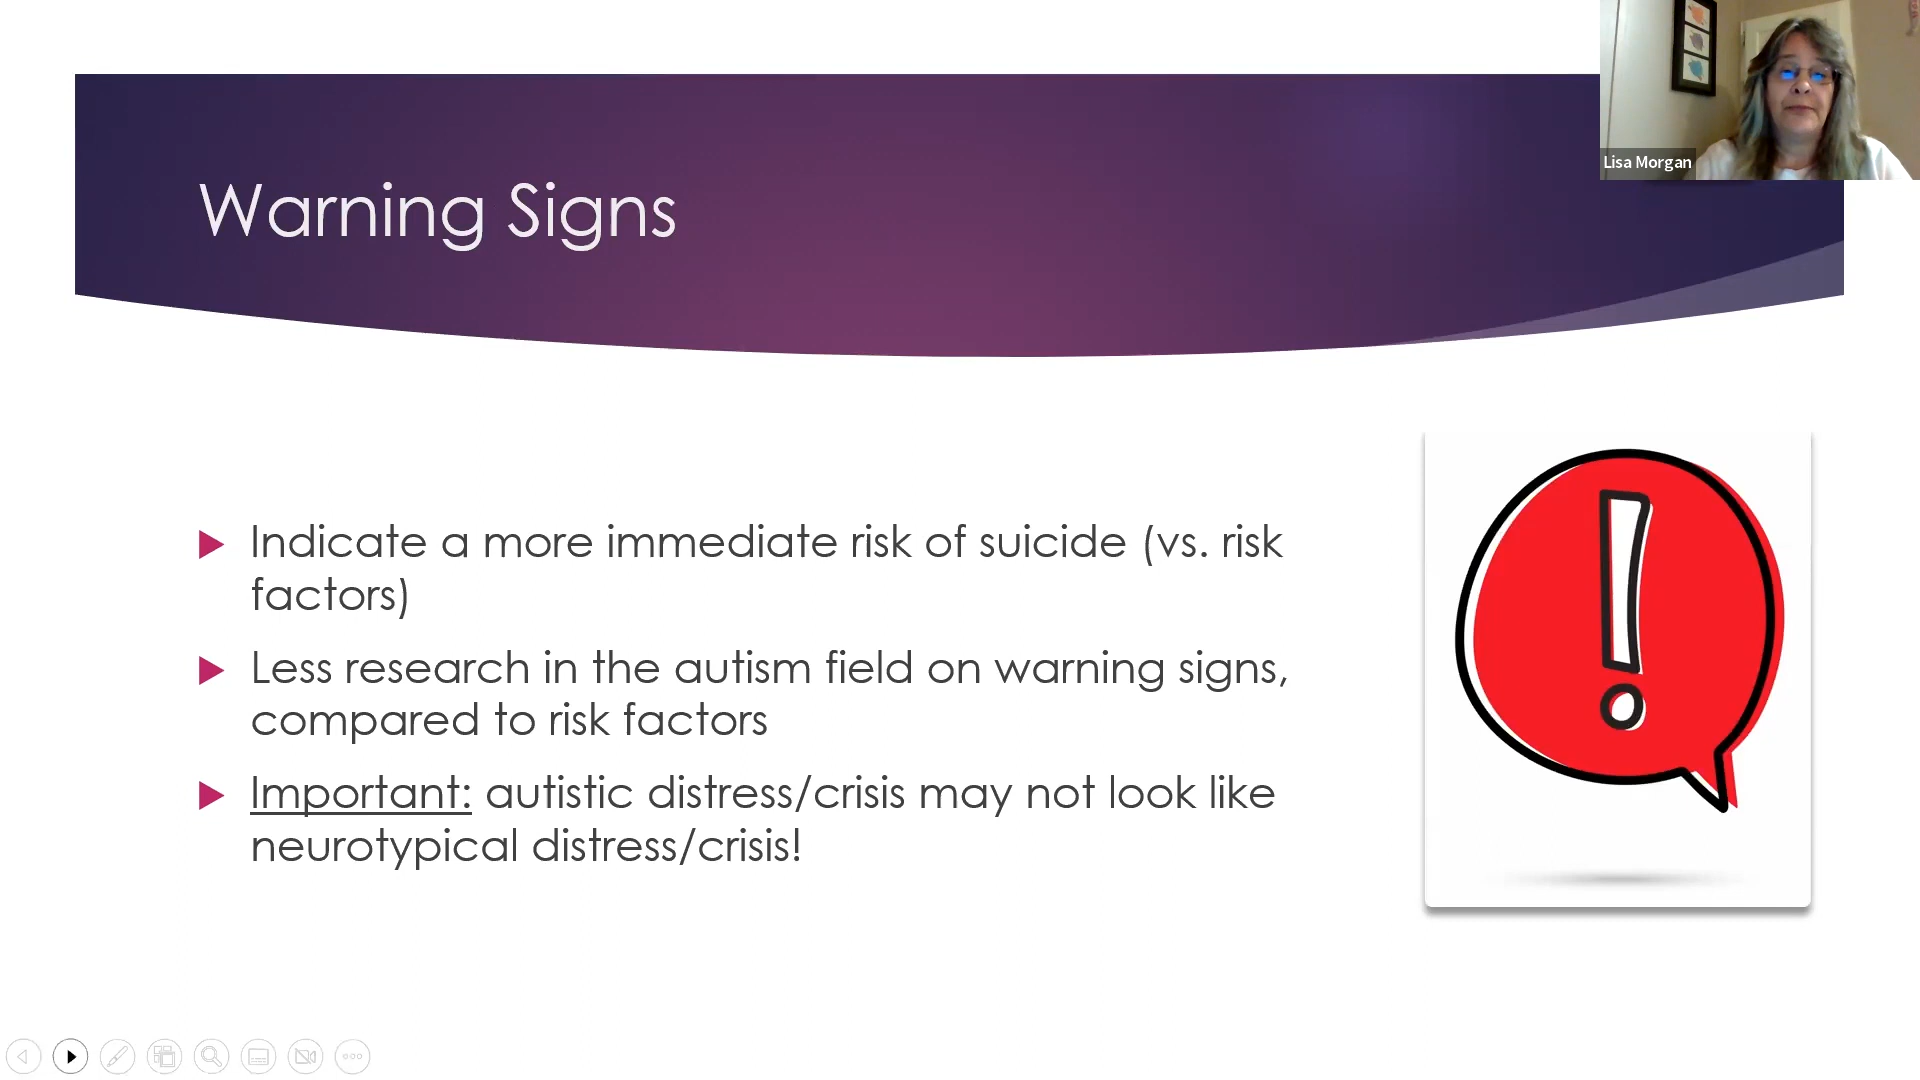 Lisa Morgan
Warning Signs
Indicate a more immediate risk of suicide (vs. risk
factors)
Less research in the autism field on warning signs,
compared to risk factors
Important: autistic distress/crisis may not look like
neurotypical distress/crisis!